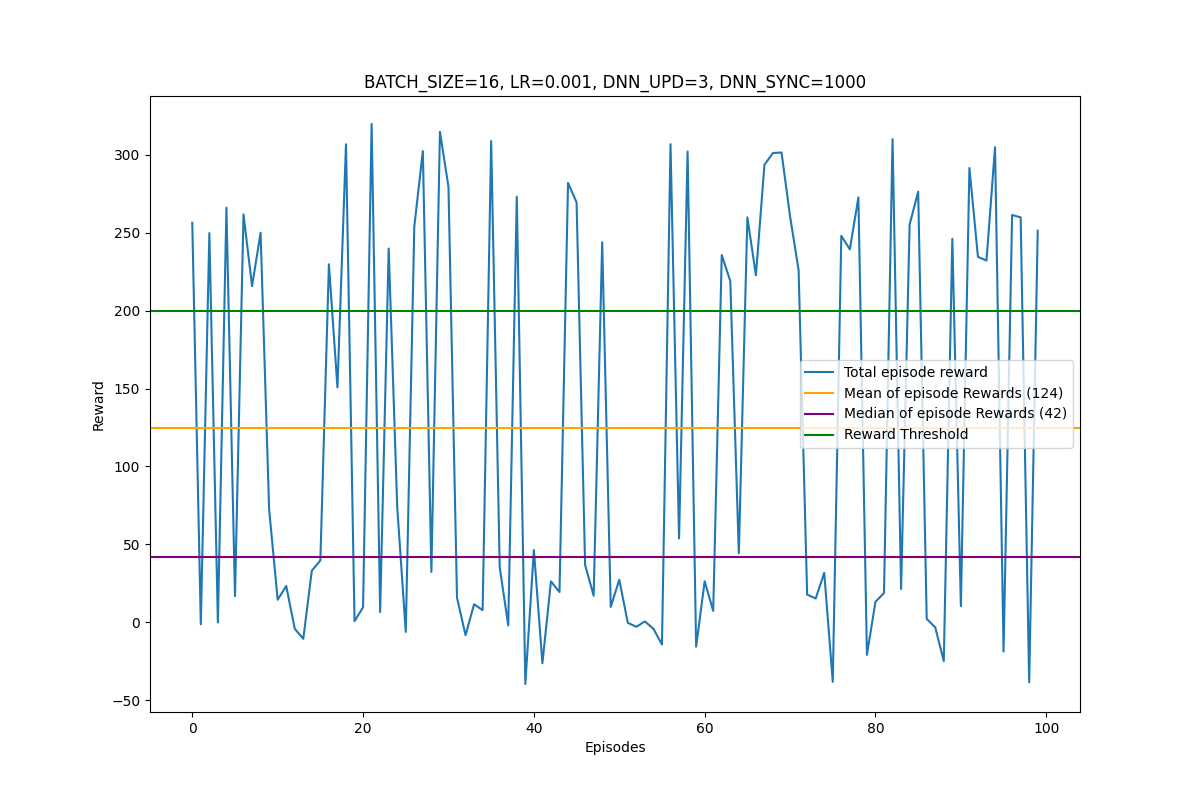 BATCH_SIZE=16, LR=0.001, DNN_UPD=3, DNN_SYNC=1000
300
250
200
150
100
50
0
−50
Reward
Total episode reward
Mean of episode Rewards (124)
Median of episode Rewards (42)
Reward Threshold
0 20 40 60 80 100
Episodes